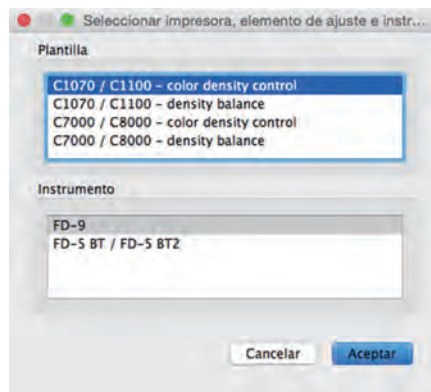 Seleccionar impresora, elemento de ajuste e instr...
Plantilla
C1070 / C1100 – color density control
C1070 / C1100 – density balance
C7000 / C8000 – color density control
C7000 / C8000 – density balance
Instrumento
FD-9
FD-5 BT / FD-5 BT2
Cancelar
Aceptar